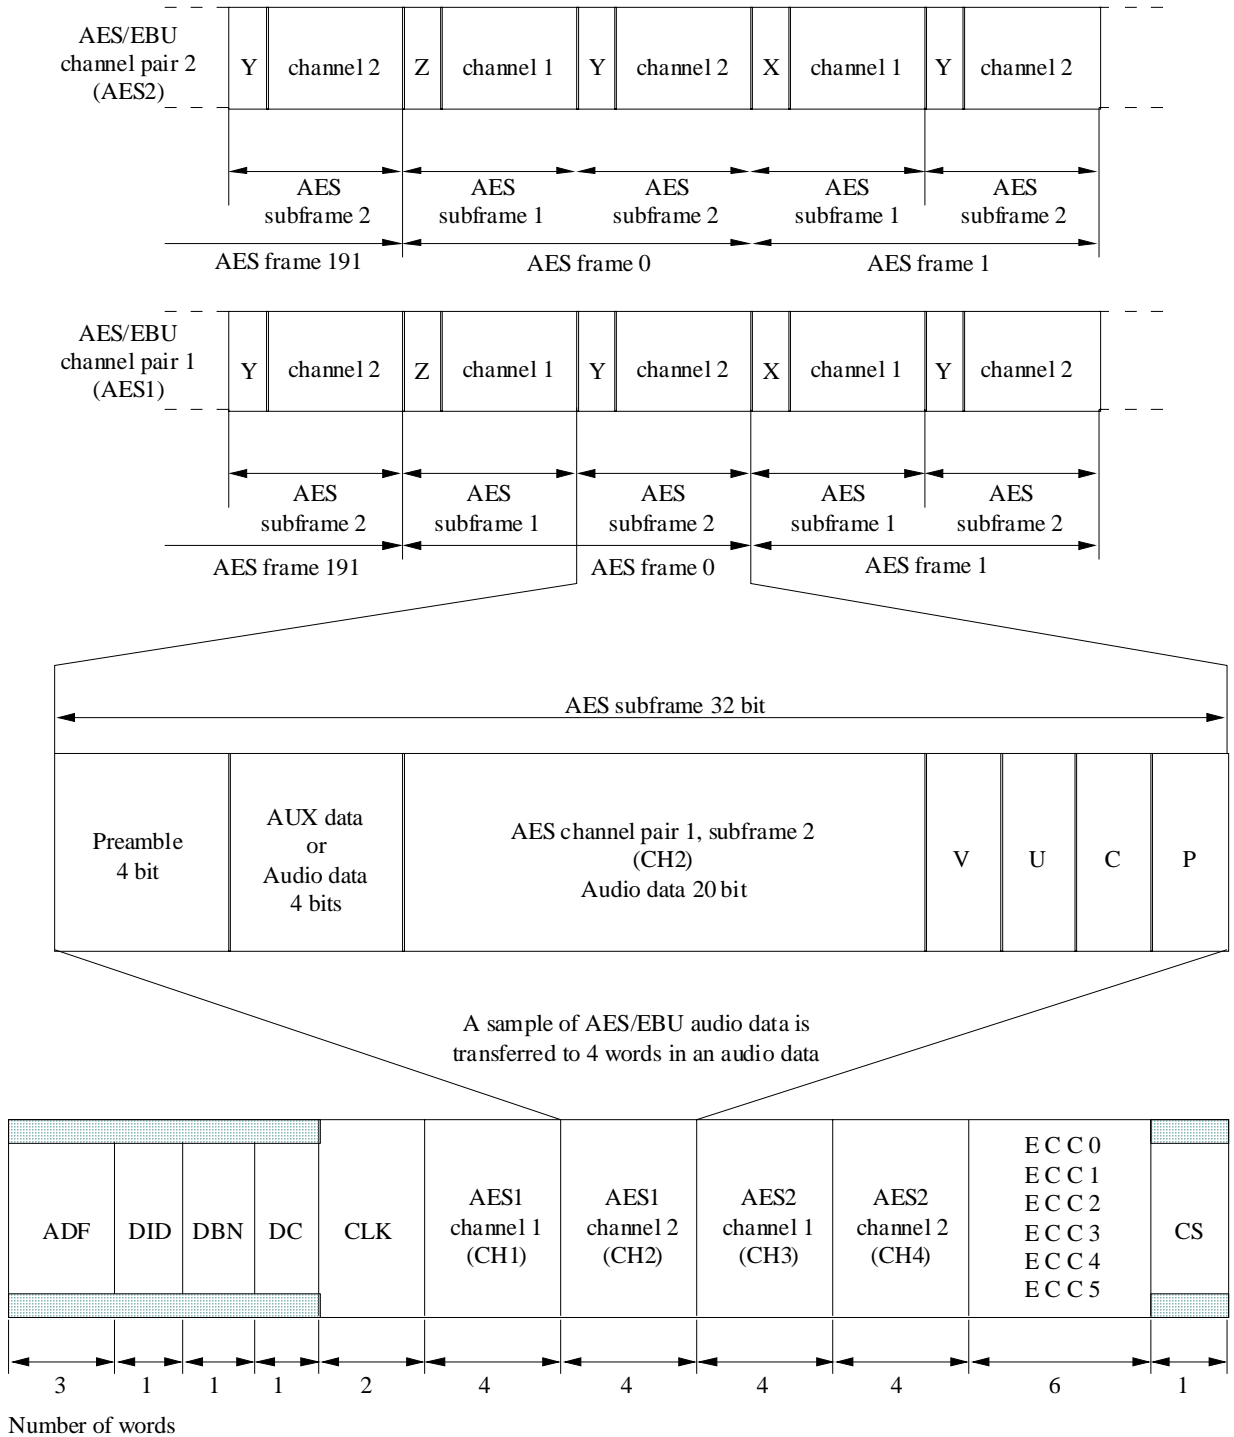 AES/EBU
channel pair 2
(AES2)
Y channel 2 Z channel 1 Y channel 2 X channel 1 Y channel 2
AES subframe 2
AES subframe 1
AES subframe 2
AES subframe 1
AES subframe 2
AES frame 191 AES frame 0 AES frame 1
AES/EBU
channel pair 1
(AES1)
Y channel 2 Z channel 1 Y channel 2 X channel 1 Y channel 2
AES subframe 2
AES subframe 1
AES subframe 2
AES subframe 1
AES subframe 2
AES frame 191 AES frame 0 AES frame 1
AES subframe 32 bit
Preamble
4 bit
AUX data
or
Audio data
4 bits
AES channel pair 1, subframe 2
(CH2)
Audio data 20 bit
V U C P
A sample of AES/EBU audio data is
transferred to 4 words in an audio data
ADF DID DBN DC CLK
AES1
channel 1
(CH1)
AES1
channel 2
(CH2)
AES2
channel 1
(CH3)
AES2
channel 2
(CH4)
ECC0
ECC1
ECC2
ECC3
ECC4
ECC5
CS
3 1 1 1 2 4 4 4 4 6 1
Number of words